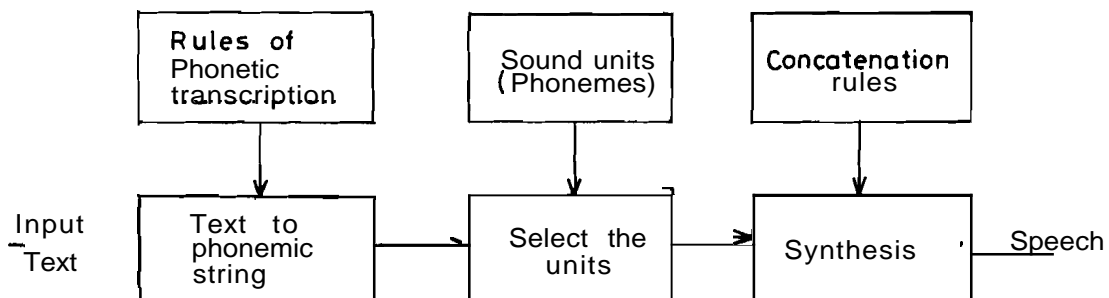 Rules of
Phonetic
transcription
Sound units
(Phonemes)
Concatenation
rules
Input
Text
Text to
phonemic
string
Select the
units
Synthesis
Speech